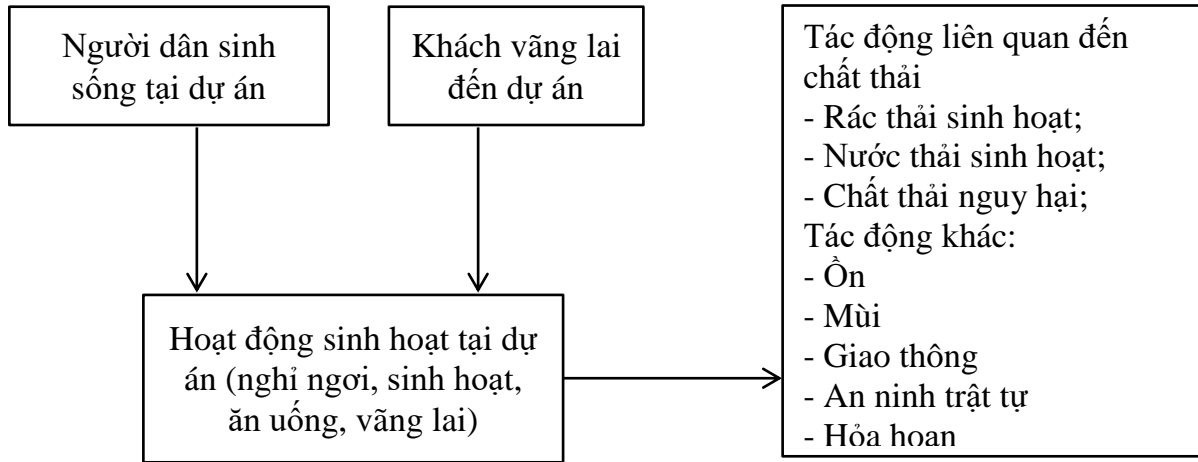 Người dân sinh
sống tại dự án
Khách vãng lai
đến dự án
Hoạt động sinh hoạt tại dự
án (nghỉ ngơi, sinh hoạt,
ăn uống, vãng lai)
Tác động liên quan đến
chất thải
- Rác thải sinh hoạt;
- Nước thải sinh hoạt;
- Chất thải nguy hại;
Tác động khác:
- Ồn
- Mùi
- Giao thông
- An ninh trật tự
- Hỏa hoạn